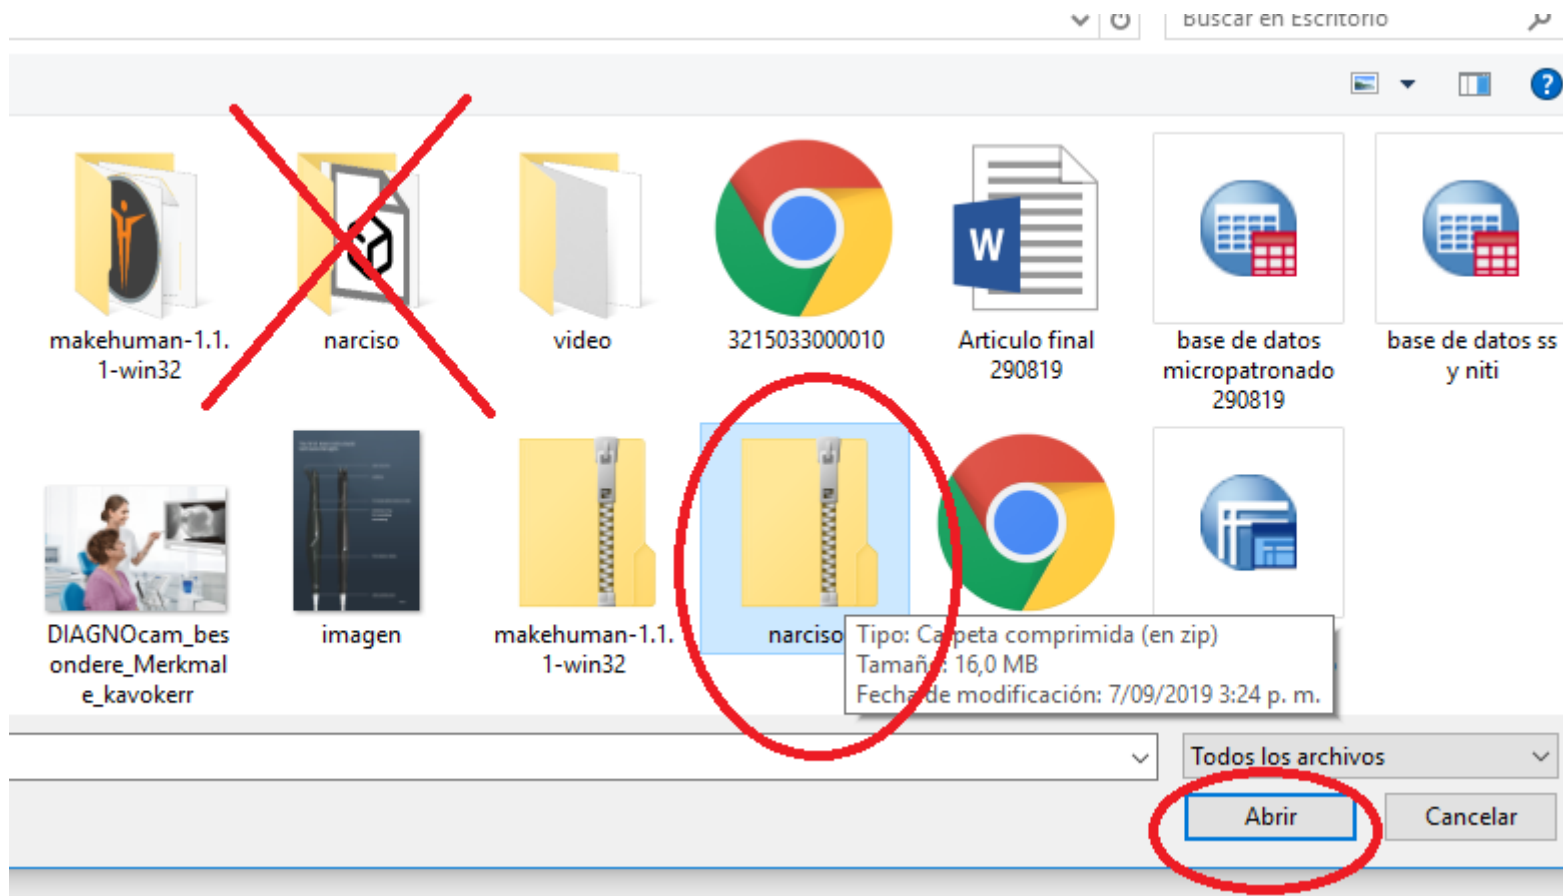 Buscar en Escritorio
makehuman-1.1.
1-win32
narciso
video
3215033000010
Articulo final
290819
base de datos
micropatronado
290819
base de datos ss
y niti
DIAGNOcam_bes
ondere_Merkmal
e_kavokerr
imagen
makehuman-1.1.
1-win32
narciso
Tipo: Carpeta comprimida (en zip)
Tamaño: 16,0 MB
Fecha de modificación: 7/09/2019 3:24 p. m.
Todos los archivos
Abrir
Cancelar